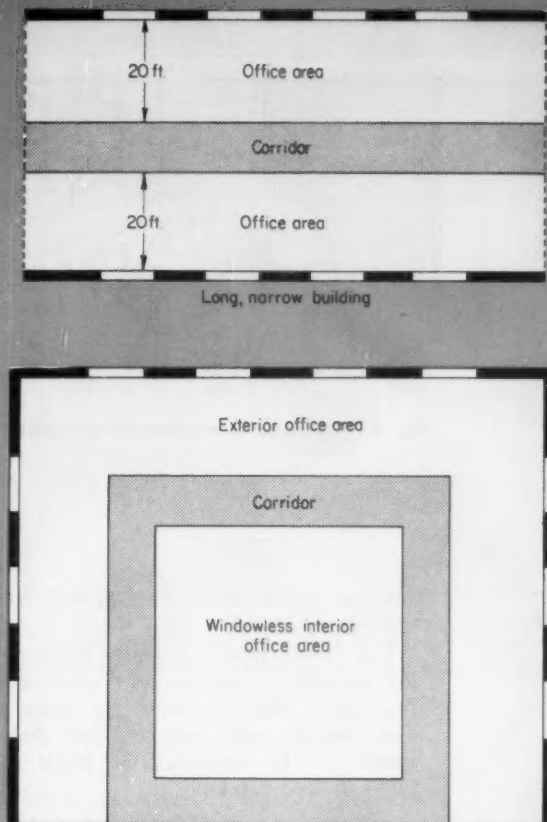 20 ft.
Office area
Corridor
20 ft.
Office area
Long, narrow building
Exterior office area
Corridor
Windowless interior
office area